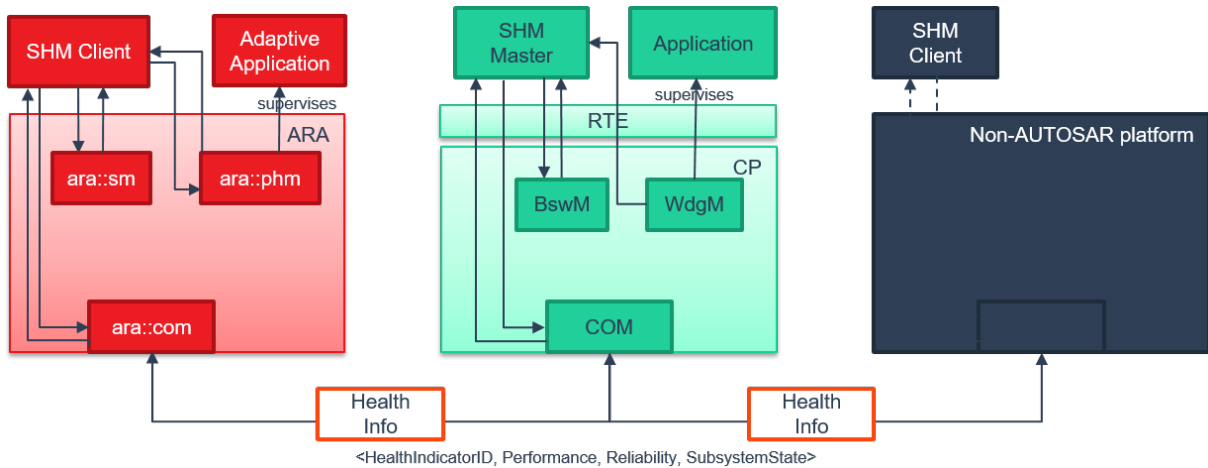 SHM Client
Adaptive
Application
supervises
ARA
ara::sm
ara::phm
ara::com
SHM
Master
Application
supervises
RTE
CP
BswM
WdgM
COM
SHM
Client
Non-AUTOSAR platform
Health
Info
Health
Info
<HealthIndicatorID, Performance, Reliability, SubsystemState>